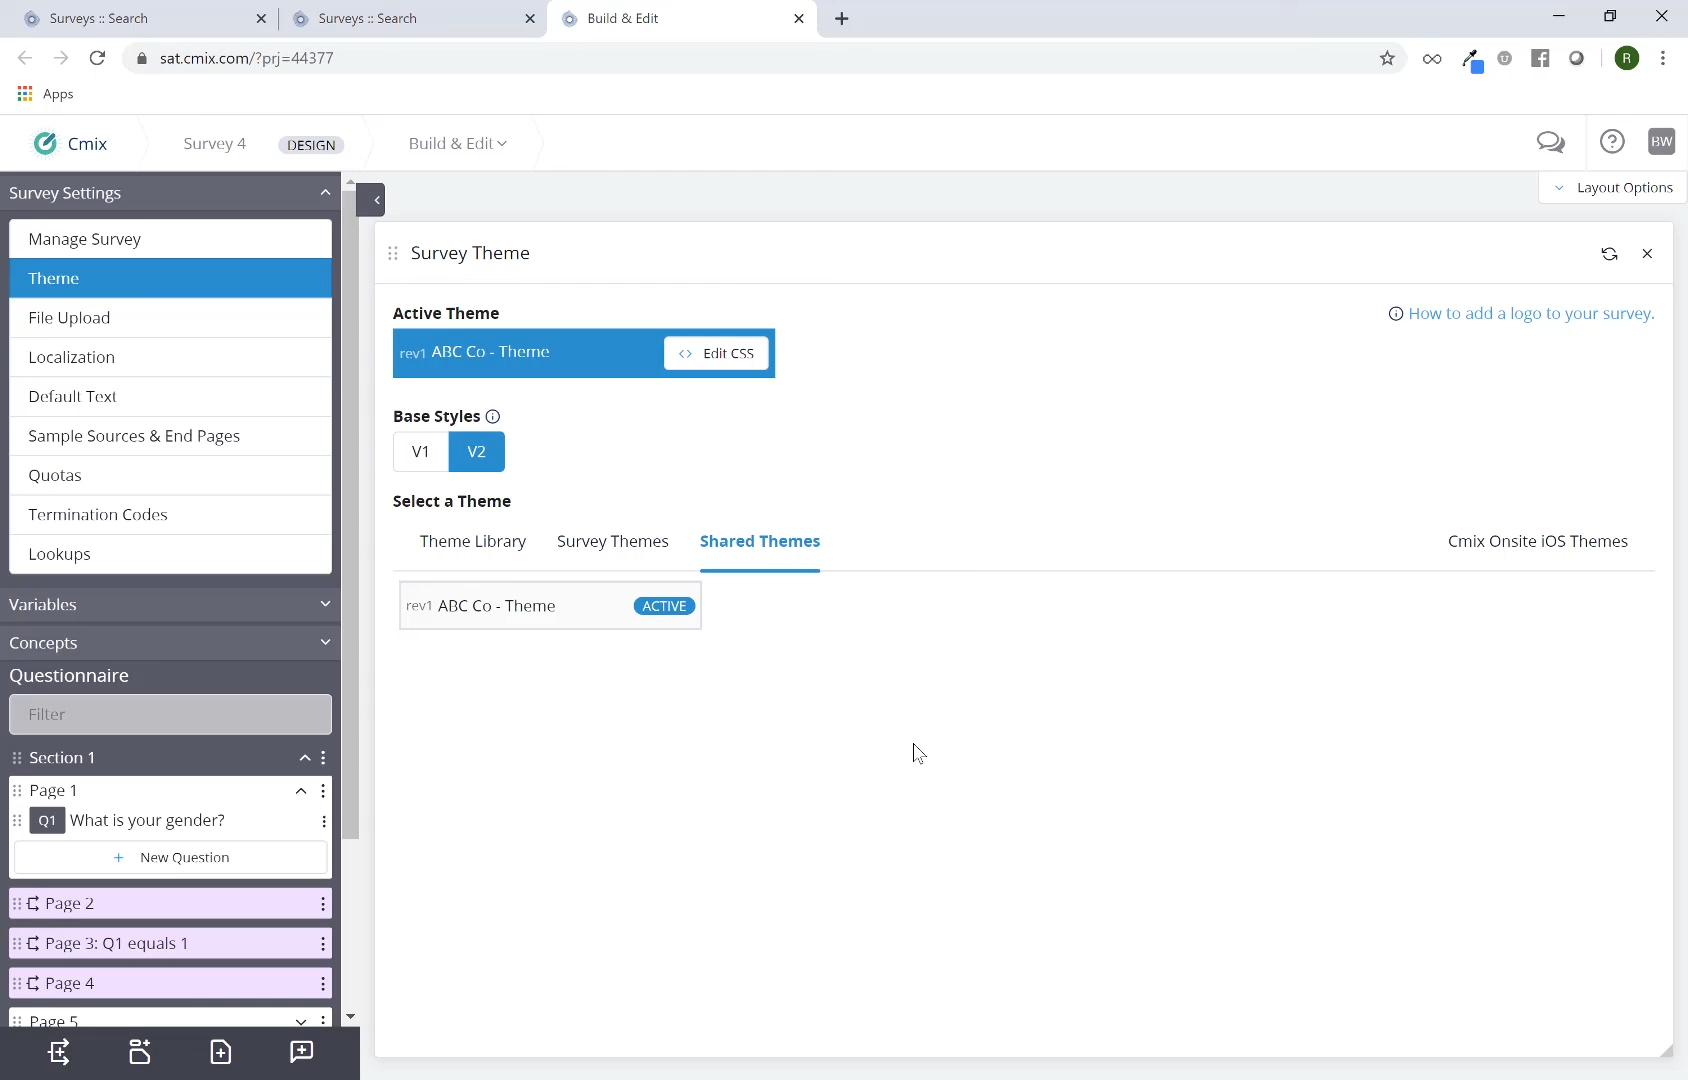 Surveys :: Search
Surveys :: Search
Build & Edit
sat.cmix.com/?prj=44377
R
Apps
Cmix
Survey 4
DESIGN
Build & Edit
BW
Survey Settings
Layout Options
Manage Survey
Theme
File Upload
Localization
Default Text
Sample Sources & End Pages
Quotas
Termination Codes
Lookups
Variables
Concepts
Questionnaire
Filter
Section 1
Page 1
Q1 What is your gender?
+ New Question
Page 2
Page 3: Q1 equals 1
Page 4
Page 5
Survey Theme
Active Theme
How to add a logo to your survey.
rev1 ABC Co - Theme
<> Edit CSS
Base Styles
V1
V2
Select a Theme
Theme Library
Survey Themes
Shared Themes
Cmix Onsite iOS Themes
rev1 ABC Co - Theme
ACTIVE